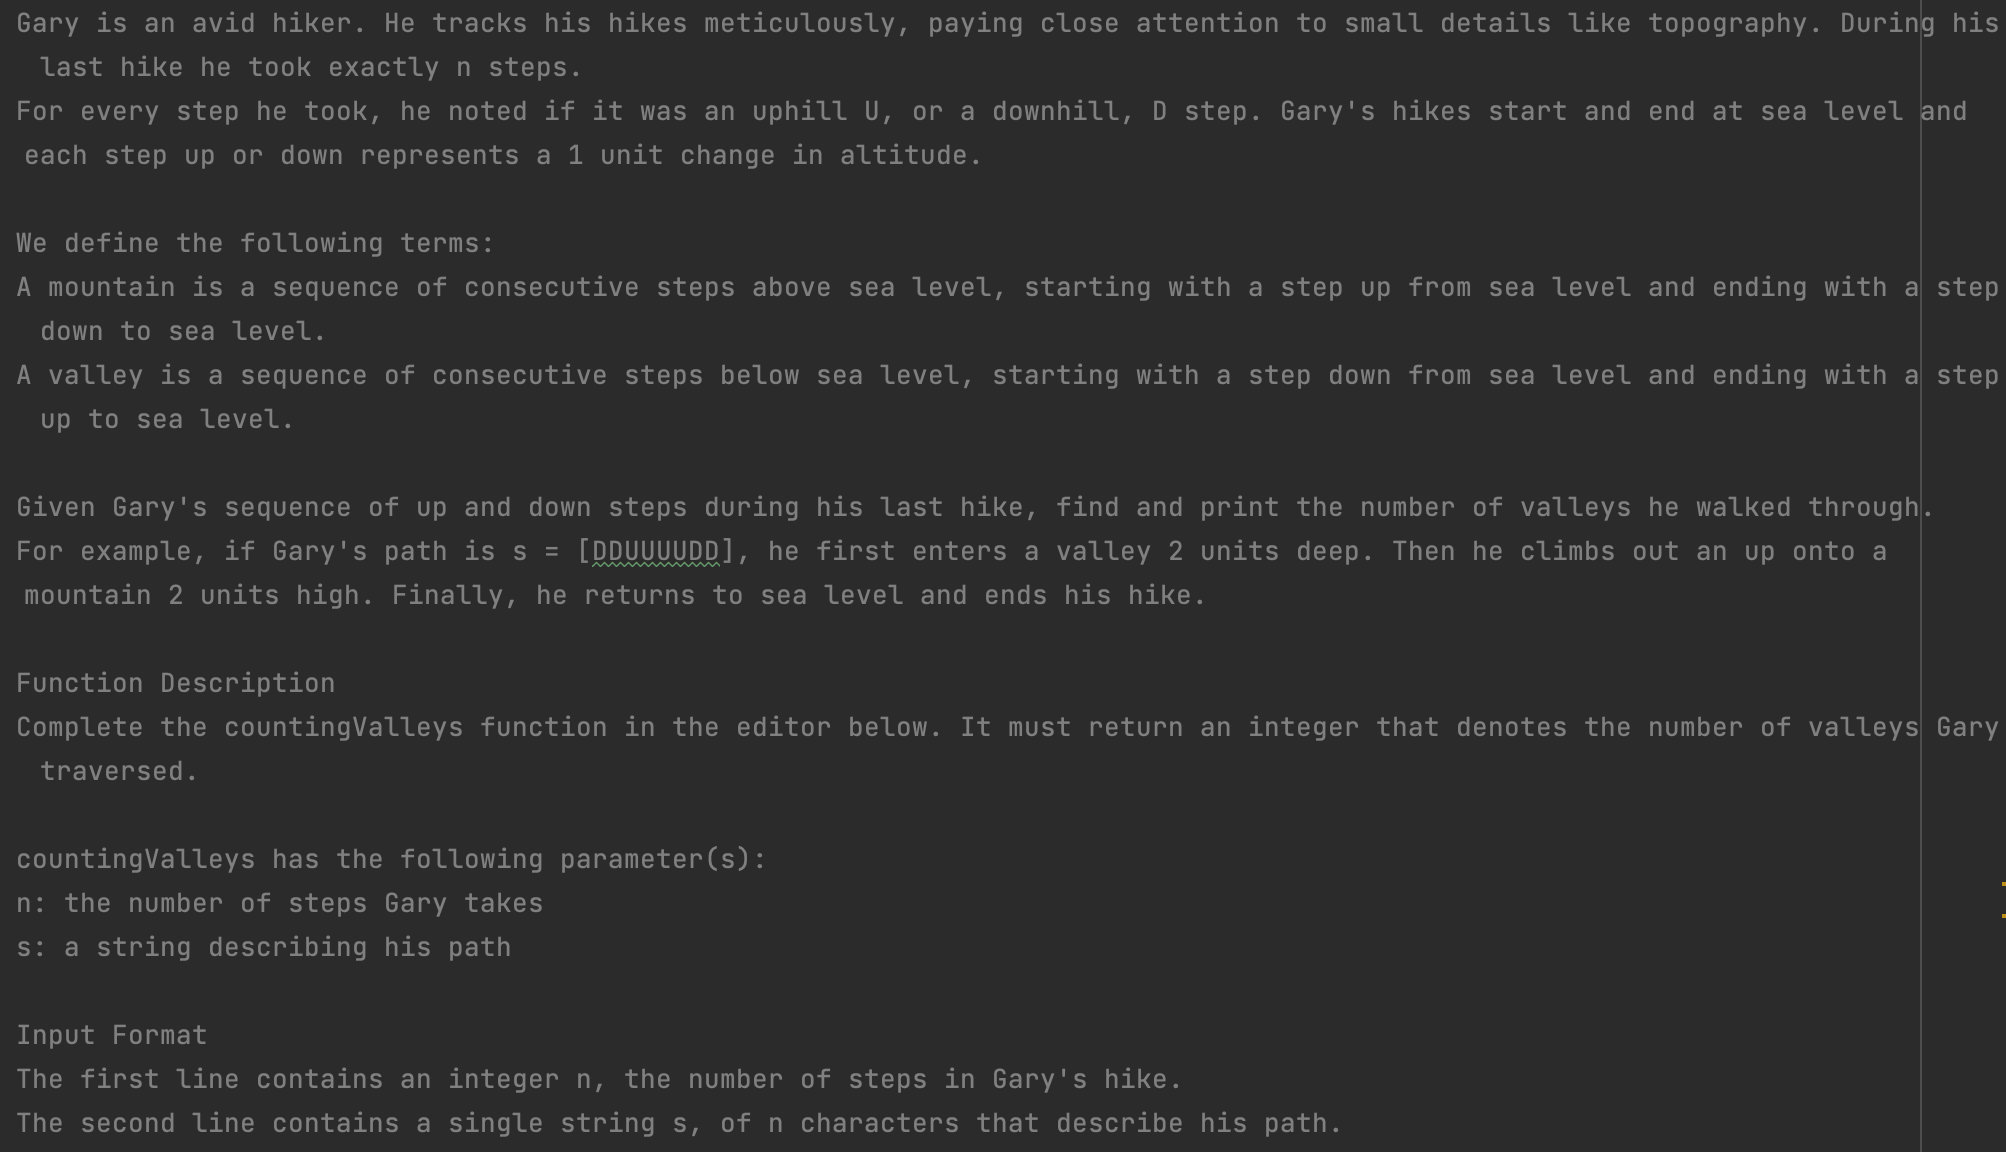 Gary is an avid hiker. He tracks his hikes meticulously, paying close attention to small details like topography. During his
last hike he took exactly n steps.
For every step he took, he noted if it was an uphill U, or a downhill, D step. Gary's hikes start and end at sea level and
each step up or down represents a 1 unit change in altitude.
We define the following terms:
A mountain is a sequence of consecutive steps above sea level, starting with a step up from sea level and ending with a step
down to sea level.
A valley is a sequence of consecutive steps below sea level, starting with a step down from sea level and ending with a step
up to sea level.
Given Gary's sequence of up and down steps during his last hike, find and print the number of valleys he walked through.
For example, if Gary's path is s = [DDUUUUDD], he first enters a valley 2 units deep. Then he climbs out an up onto a
mountain 2 units high. Finally, he returns to sea level and ends his hike.
Function Description
Complete the countingValleys function in the editor below. It must return an integer that denotes the number of valleys Gary
traversed.
countingValleys has the following parameter(s):
n: the number of steps Gary takes
s: a string describing his path
Input Format
The first line contains an integer n, the number of steps in Gary's hike.
The second line contains a single string s, of n characters that describe his path.